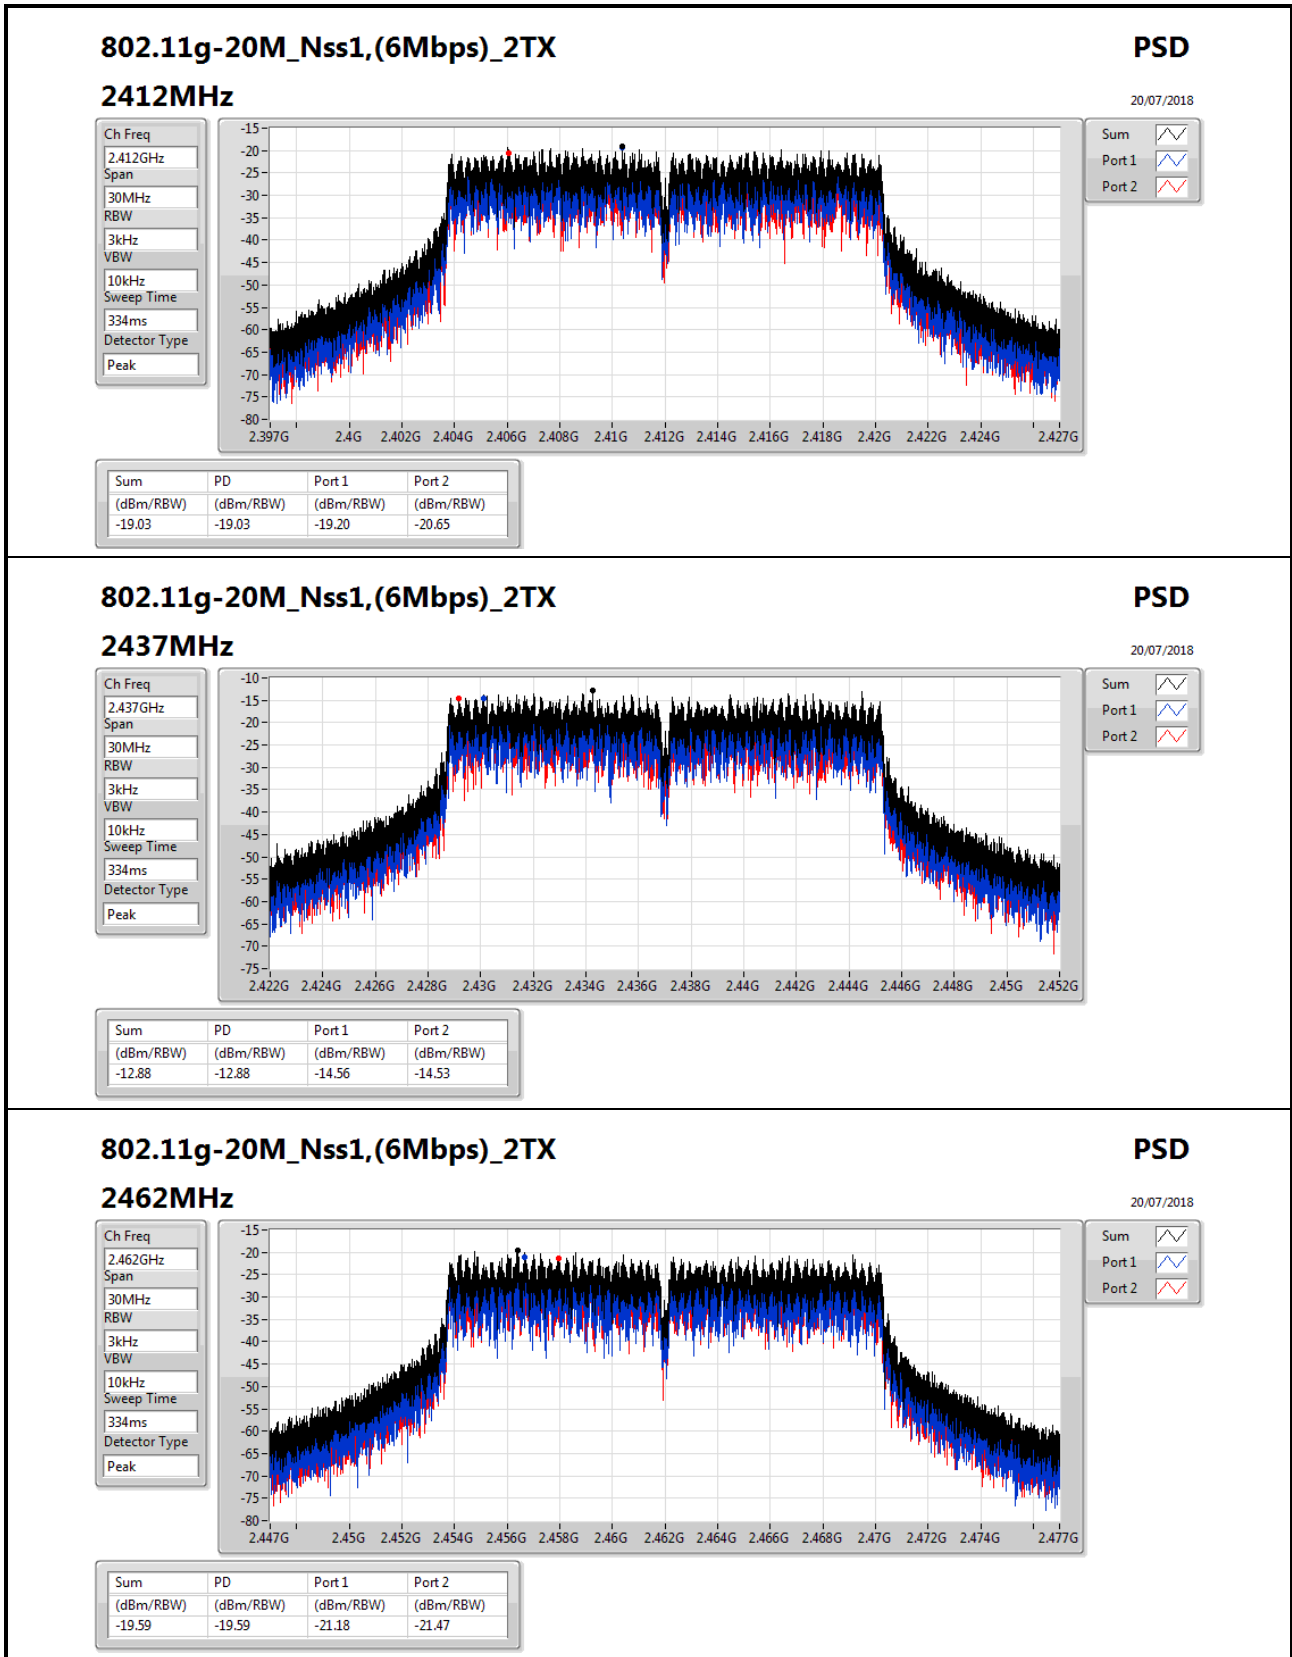 802.11g-20M_Nss1,(6Mbps)_2TX PSD
2412MHz 20/07/2018
Ch Freq
2.412GHz
Span
30MHz
RBW
3kHz
VBW
10kHz
Sweep Time
334ms
Detector Type
Peak
-15
-20
-25
-30
-35
-40
-45
-50
-55
-60
-65
-70
-75
-80
2.397G 2.4G 2.402G 2.404G 2.406G 2.408G 2.41G 2.412G 2.414G 2.416G 2.418G 2.42G 2.422G 2.424G 2.427G
Sum
Port 1
Port 2
Sum PD Port 1 Port 2
(dBm/RBW) (dBm/RBW) (dBm/RBW) (dBm/RBW)
-19.03 -19.03 -19.20 -20.65
802.11g-20M_Nss1,(6Mbps)_2TX PSD
2437MHz 20/07/2018
Ch Freq
2.437GHz
Span
30MHz
RBW
3kHz
VBW
10kHz
Sweep Time
334ms
Detector Type
Peak
-10
-15
-20
-25
-30
-35
-40
-45
-50
-55
-60
-65
-70
-75
2.422G 2.424G 2.426G 2.428G 2.43G 2.432G 2.434G 2.436G 2.438G 2.44G 2.442G 2.444G 2.446G 2.448G 2.45G 2.452G
Sum
Port 1
Port 2
Sum PD Port 1 Port 2
(dBm/RBW) (dBm/RBW) (dBm/RBW) (dBm/RBW)
-12.88 -12.88 -14.56 -14.53
802.11g-20M_Nss1,(6Mbps)_2TX PSD
2462MHz 20/07/2018
Ch Freq
2.462GHz
Span
30MHz
RBW
3kHz
VBW
10kHz
Sweep Time
334ms
Detector Type
Peak
-15
-20
-25
-30
-35
-40
-45
-50
-55
-60
-65
-70
-75
-80
2.447G 2.45G 2.452G 2.454G 2.456G 2.458G 2.46G 2.462G 2.464G 2.466G 2.468G 2.47G 2.472G 2.474G 2.477G
Sum
Port 1
Port 2
Sum PD Port 1 Port 2
(dBm/RBW) (dBm/RBW) (dBm/RBW) (dBm/RBW)
-19.59 -19.59 -21.18 -21.47